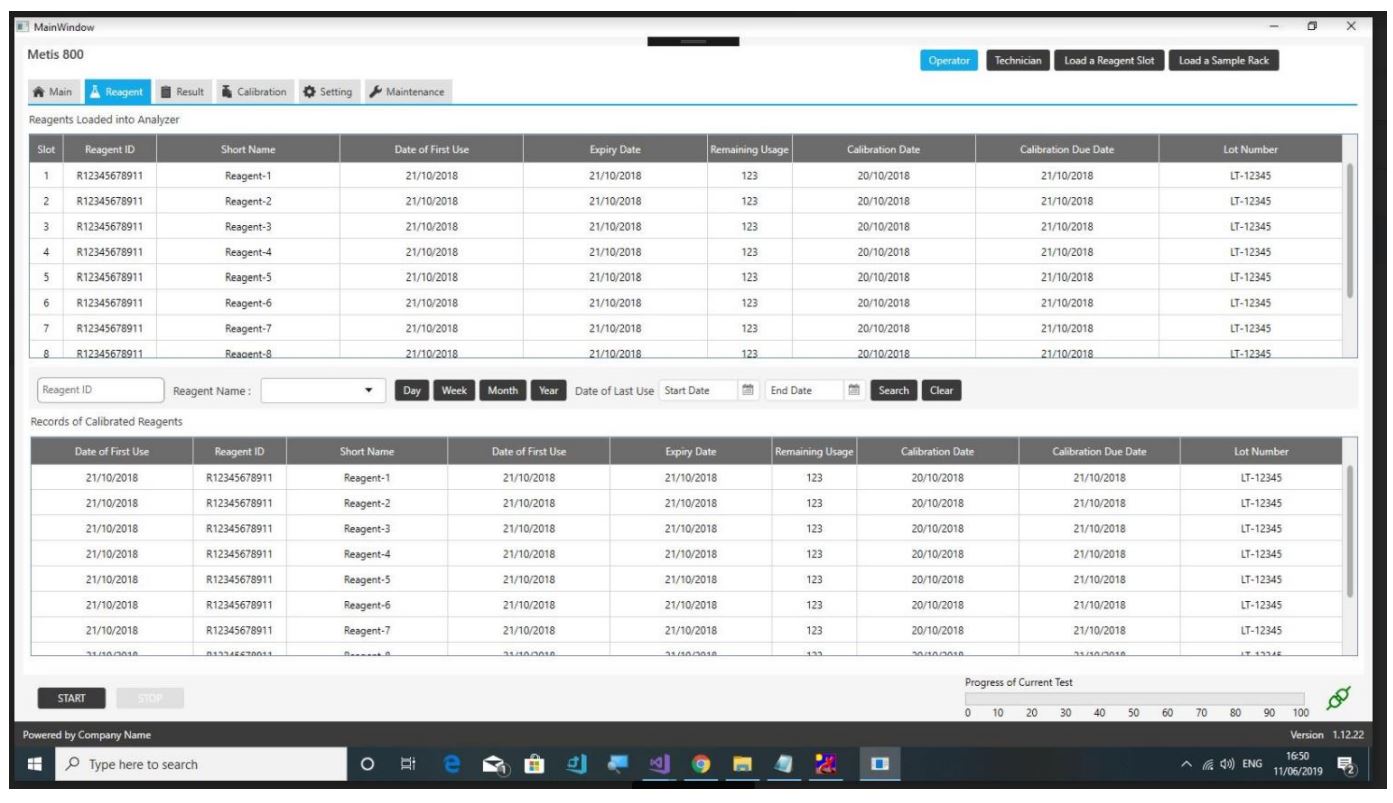 MainWindow
Metis 800
Operator Technician Load a Reagent Slot Load a Sample Rack
Main Reagent Result Calibration Setting Maintenance
Reagents Loaded into Analyzer
Slot Reagent ID Short Name Date of First Use Expiry Date Remaining Usage Calibration Date Calibration Due Date Lot Number
1 R12345678911 Reagent-1 21/10/2018 21/10/2018 123 20/10/2018 21/10/2018 LT-12345
2 R12345678911 Reagent-2 21/10/2018 21/10/2018 123 20/10/2018 21/10/2018 LT-12345
3 R12345678911 Reagent-3 21/10/2018 21/10/2018 123 20/10/2018 21/10/2018 LT-12345
4 R12345678911 Reagent-4 21/10/2018 21/10/2018 123 20/10/2018 21/10/2018 LT-12345
5 R12345678911 Reagent-5 21/10/2018 21/10/2018 123 20/10/2018 21/10/2018 LT-12345
6 R12345678911 Reagent-6 21/10/2018 21/10/2018 123 20/10/2018 21/10/2018 LT-12345
7 R12345678911 Reagent-7 21/10/2018 21/10/2018 123 20/10/2018 21/10/2018 LT-12345
8 R12345678911 Reagent-8 21/10/2018 21/10/2018 123 20/10/2018 21/10/2018 LT-12345
Reagent ID Reagent Name : Day Week Month Year Date of Last Use Start Date End Date Search Clear
Records of Calibrated Reagents
Date of First Use Reagent ID Short Name Date of First Use Expiry Date Remaining Usage Calibration Date Calibration Due Date Lot Number
21/10/2018 R12345678911 Reagent-1 21/10/2018 21/10/2018 123 20/10/2018 21/10/2018 LT-12345
21/10/2018 R12345678911 Reagent-2 21/10/2018 21/10/2018 123 20/10/2018 21/10/2018 LT-12345
21/10/2018 R12345678911 Reagent-3 21/10/2018 21/10/2018 123 20/10/2018 21/10/2018 LT-12345
21/10/2018 R12345678911 Reagent-4 21/10/2018 21/10/2018 123 20/10/2018 21/10/2018 LT-12345
21/10/2018 R12345678911 Reagent-5 21/10/2018 21/10/2018 123 20/10/2018 21/10/2018 LT-12345
21/10/2018 R12345678911 Reagent-6 21/10/2018 21/10/2018 123 20/10/2018 21/10/2018 LT-12345
21/10/2018 R12345678911 Reagent-7 21/10/2018 21/10/2018 123 20/10/2018 21/10/2018 LT-12345
START STOP
Progress of Current Test
0 10 20 30 40 50 60 70 80 90 100
Powered by Company Name Version 1.12.22
Type here to search
ENG
16:50
11/06/2019
2